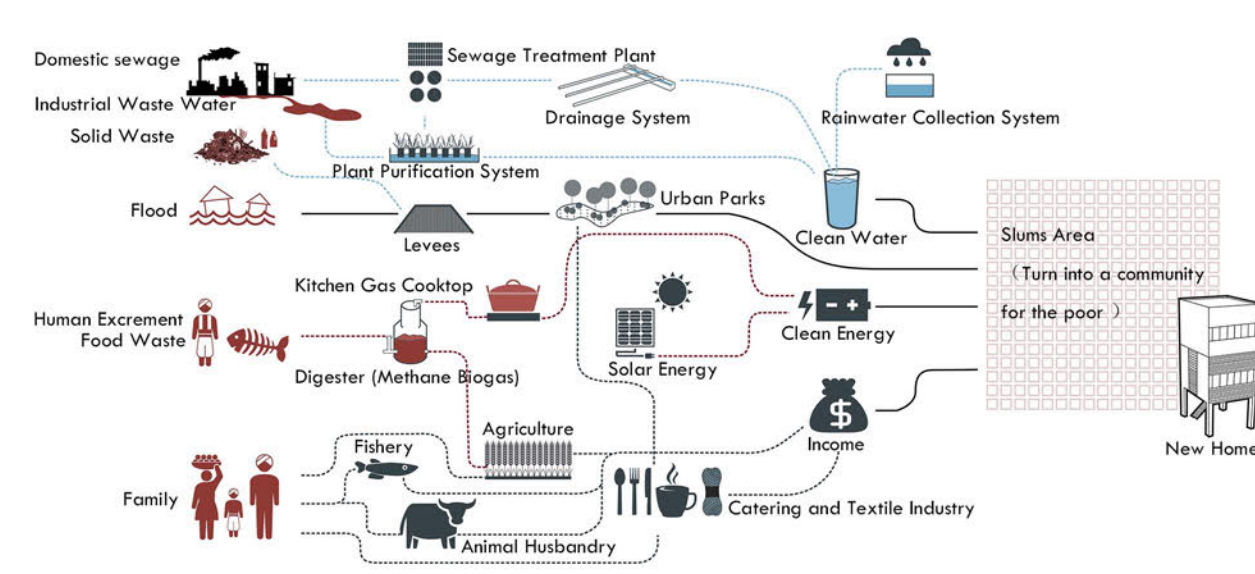 Domestic sewage
Sewage Treatment Plant
Industrial Waste Water
Drainage System
Rainwater Collection System
Solid Waste
Plant Purification System
Flood
Urban Parks
Levees
Clean Water
Slums Area
（Turn into a community
for the poor ）
Kitchen Gas Cooktop
Human Excrement
Food Waste
Clean Energy
Solar Energy
Digester (Methane Biogas)
$
Agriculture
Income
New Home
Fishery
Family
Catering and Textile Industry
Animal Husbandry